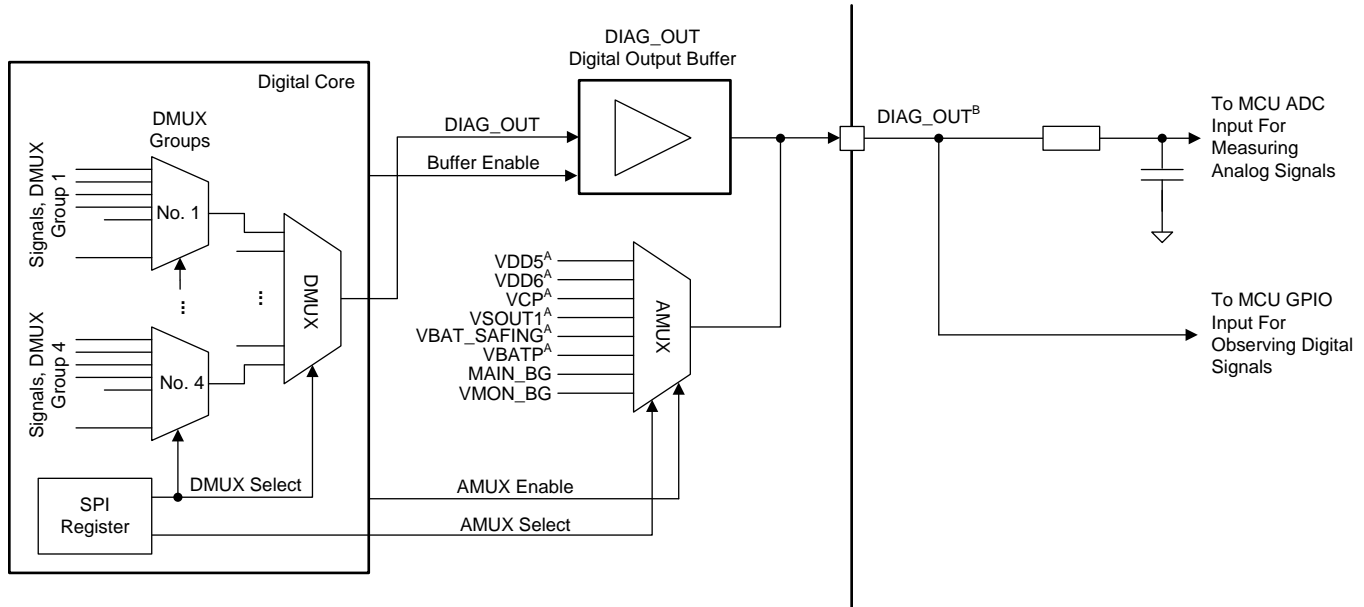 DIAG_OUT
Digital Output Buffer
Digital Core
DMUX
Groups
Signals, DMUX
Group 1
No. 1
...
...
DMUX
Signals, DMUX
Group 4
No. 4
SPI
Register
DMUX Select
DIAG_OUT
Buffer Enable
VDD5A
VDD6A
VCPA
VSOUT1A
VBAT_SAFINGA
VBATPA
MAIN_BG
VMON_BG
AMUX
AMUX Enable
AMUX Select
DIAG_OUTB
To MCU ADC
Input For
Measuring
Analog Signals
To MCU GPIO
Input For
Observing Digital
Signals